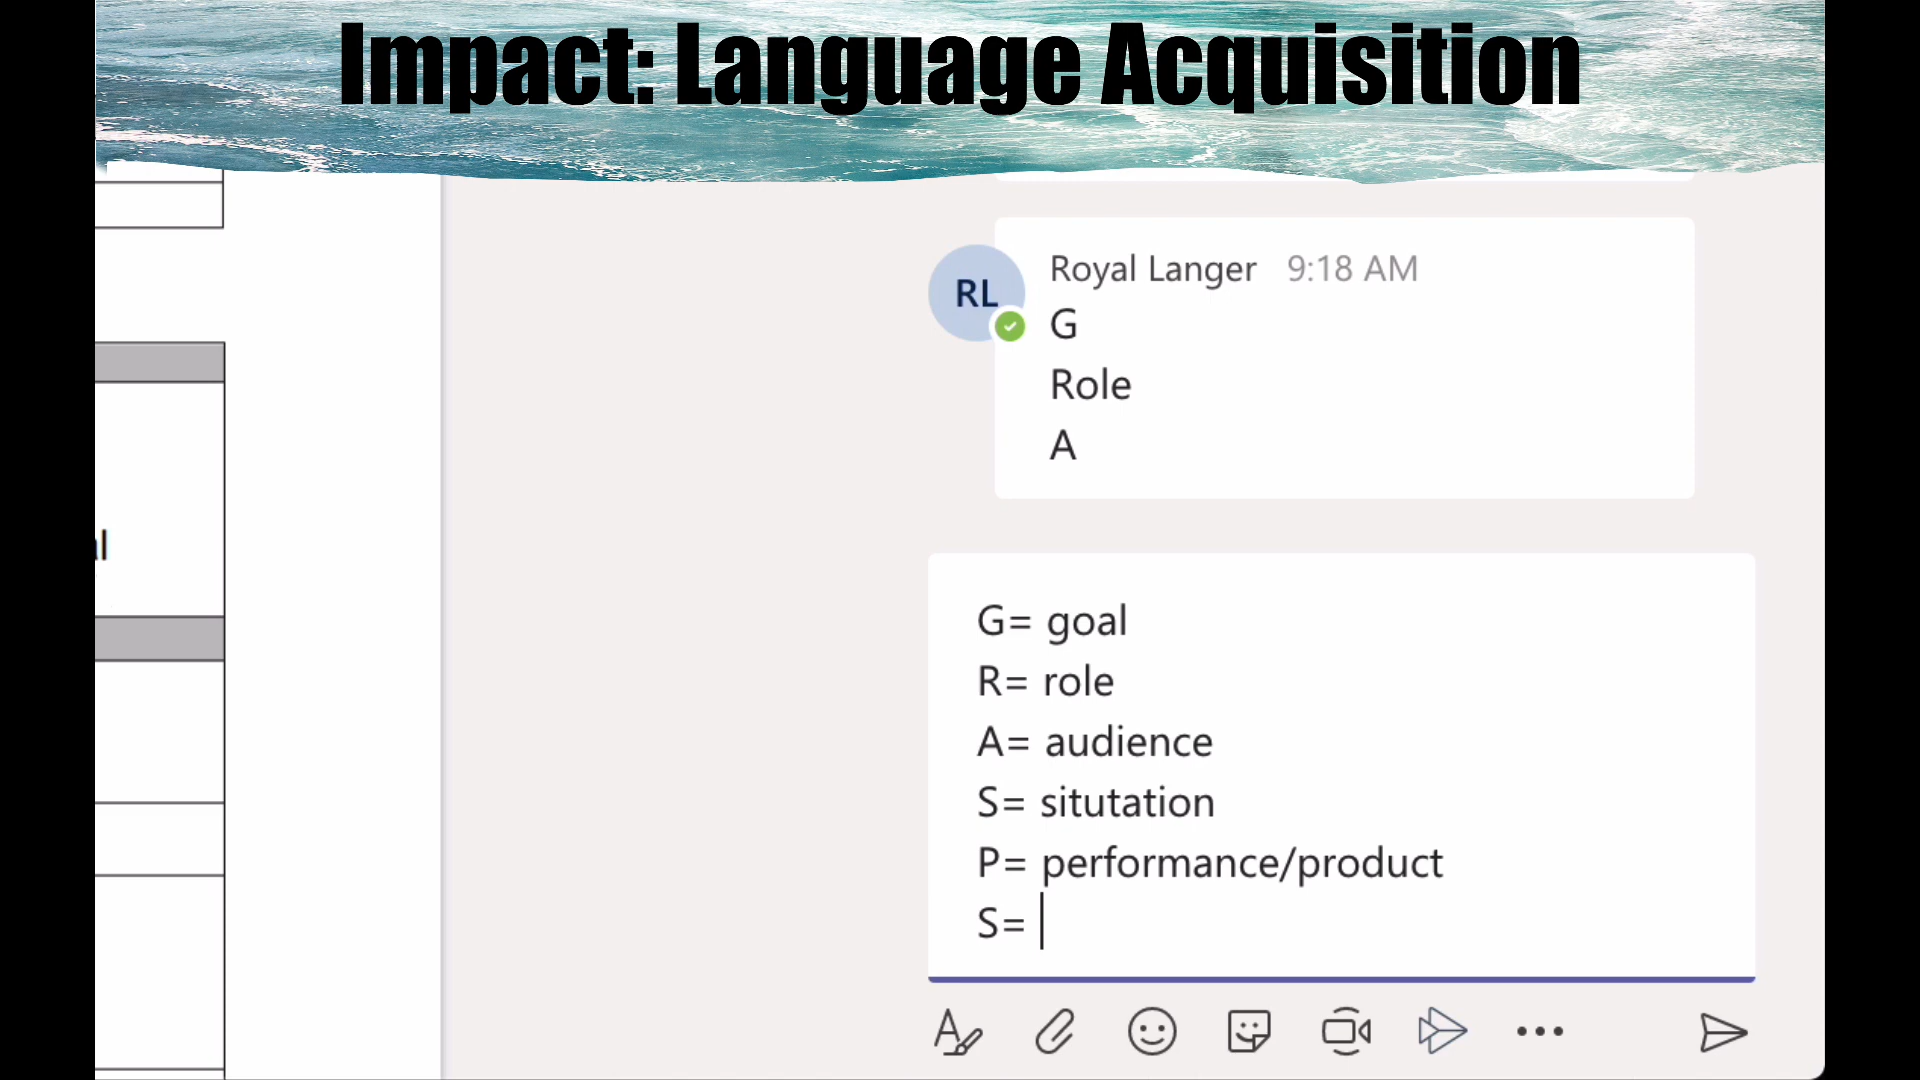 Impact: Language Acquisition
RL
Royal Langer 9:18 AM
G
Role
A
G= goal
R= role
A= audience
S= situtation
P= performance/product
S=